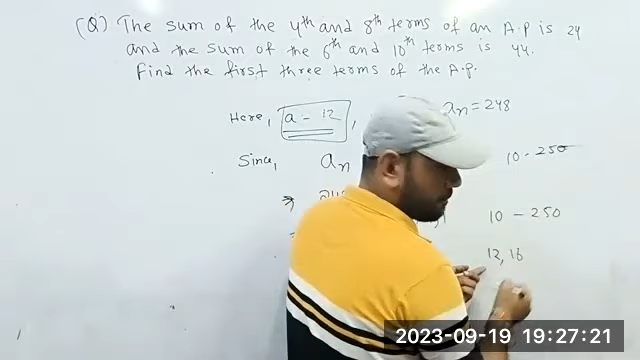 (Q) The sum of the 4th and 8th terms of an A.P is 24
and the sum of the 6th and 10th terms is 44.
Find the first three terms of the A.p.
Here, a - 12, an = 248
Since, an
10 - 250
10 - 250
12, 16
2023-09-19 19:27:21